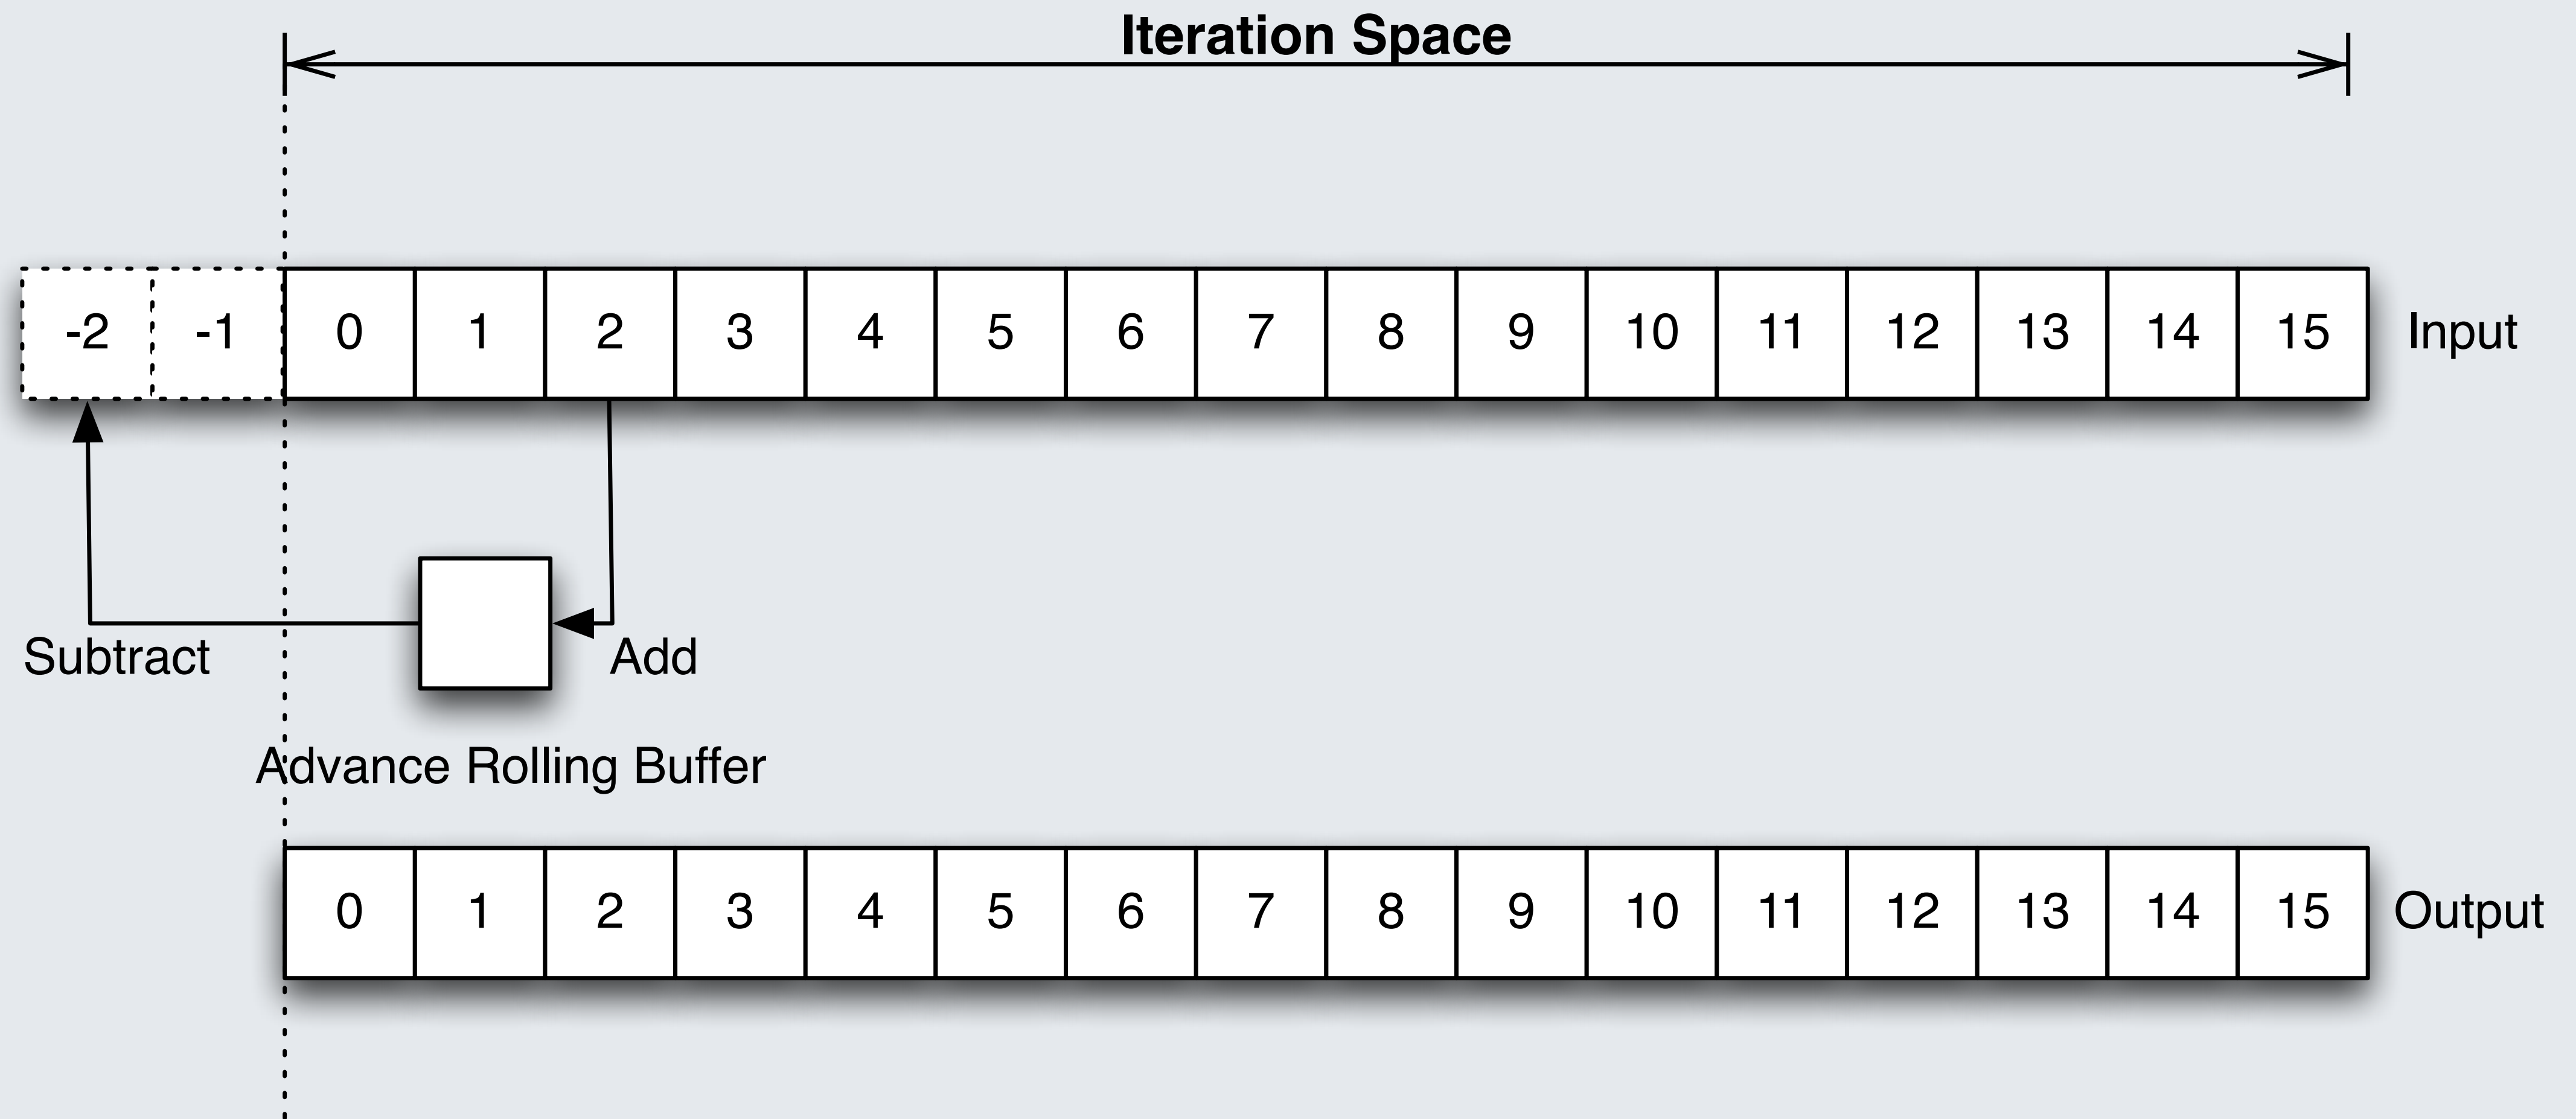 Iteration Space
-2 -1 0 1 2 3 4 5 6 7 8 9 10 11 12 13 14 15 Input
Subtract Add
Advance Rolling Buffer
0 1 2 3 4 5 6 7 8 9 10 11 12 13 14 15 Output